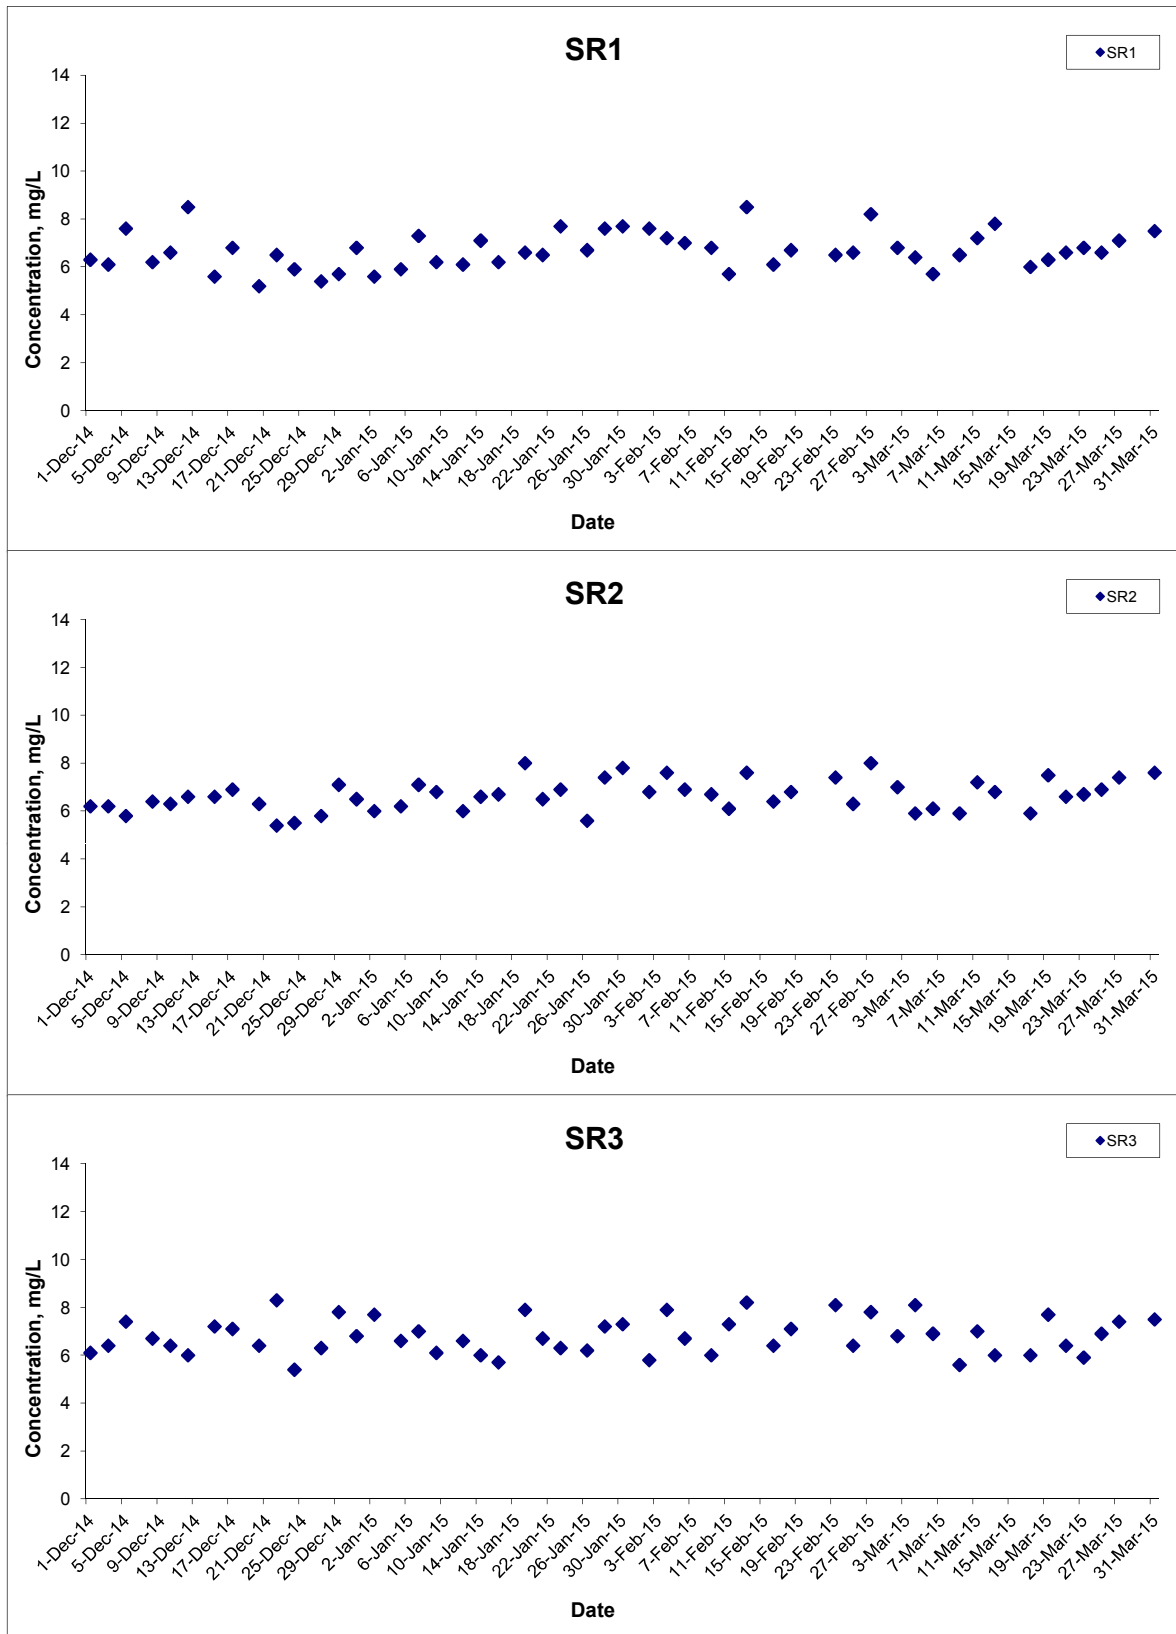 SR1
SR1
14
12
10
8
6
4
2
0
Concentration, mg/L
1-Dec-14
5-Dec-14
9-Dec-14
13-Dec-14
17-Dec-14
21-Dec-14
25-Dec-14
29-Dec-14
2-Jan-15
6-Jan-15
10-Jan-15
14-Jan-15
18-Jan-15
22-Jan-15
26-Jan-15
30-Jan-15
3-Feb-15
7-Feb-15
11-Feb-15
15-Feb-15
19-Feb-15
23-Feb-15
27-Feb-15
3-Mar-15
7-Mar-15
11-Mar-15
15-Mar-15
19-Mar-15
23-Mar-15
27-Mar-15
31-Mar-15
Date
SR2
SR2
14
12
10
8
6
4
2
0
Concentration, mg/L
1-Dec-14
5-Dec-14
9-Dec-14
13-Dec-14
17-Dec-14
21-Dec-14
25-Dec-14
29-Dec-14
2-Jan-15
6-Jan-15
10-Jan-15
14-Jan-15
18-Jan-15
22-Jan-15
26-Jan-15
30-Jan-15
3-Feb-15
7-Feb-15
11-Feb-15
15-Feb-15
19-Feb-15
23-Feb-15
27-Feb-15
3-Mar-15
7-Mar-15
11-Mar-15
15-Mar-15
19-Mar-15
23-Mar-15
27-Mar-15
31-Mar-15
Date
SR3
SR3
14
12
10
8
6
4
2
0
Concentration, mg/L
1-Dec-14
5-Dec-14
9-Dec-14
13-Dec-14
17-Dec-14
21-Dec-14
25-Dec-14
29-Dec-14
2-Jan-15
6-Jan-15
10-Jan-15
14-Jan-15
18-Jan-15
22-Jan-15
26-Jan-15
30-Jan-15
3-Feb-15
7-Feb-15
11-Feb-15
15-Feb-15
19-Feb-15
23-Feb-15
27-Feb-15
3-Mar-15
7-Mar-15
11-Mar-15
15-Mar-15
19-Mar-15
23-Mar-15
27-Mar-15
31-Mar-15
Date